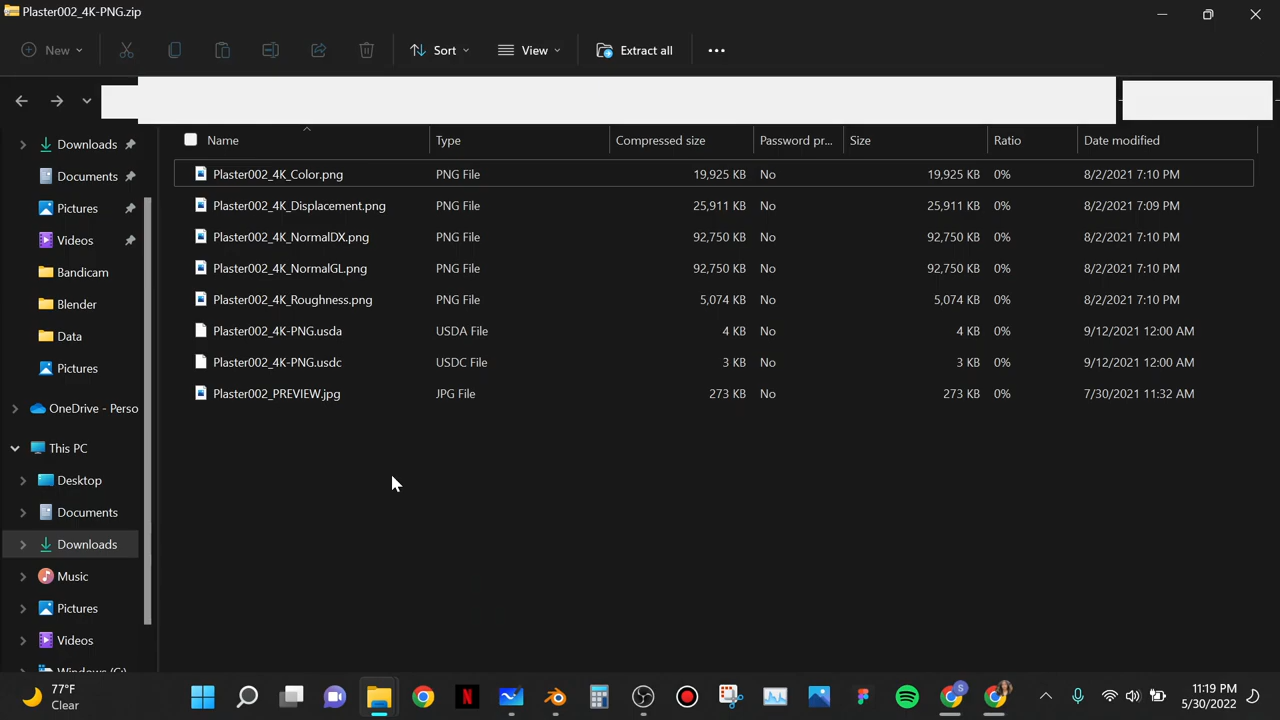 Plaster002_4K-PNG.zip
New
Sort
View
Extract all
Name Type Compressed size Password pr... Size Ratio Date modified
Plaster002_4K_Color.png PNG File 19,925 KB No 19,925 KB 0% 8/2/2021 7:10 PM
Plaster002_4K_Displacement.png PNG File 25,911 KB No 25,911 KB 0% 8/2/2021 7:09 PM
Plaster002_4K_NormalDX.png PNG File 92,750 KB No 92,750 KB 0% 8/2/2021 7:10 PM
Plaster002_4K_NormalGL.png PNG File 92,750 KB No 92,750 KB 0% 8/2/2021 7:10 PM
Plaster002_4K_Roughness.png PNG File 5,074 KB No 5,074 KB 0% 8/2/2021 7:10 PM
Plaster002_4K-PNG.usda USDA File 4 KB No 4 KB 0% 9/12/2021 12:00 AM
Plaster002_4K-PNG.usdc USDC File 3 KB No 3 KB 0% 9/12/2021 12:00 AM
Plaster002_PREVIEW.jpg JPG File 273 KB No 273 KB 0% 7/30/2021 11:32 AM
Downloads
Documents
Pictures
Videos
Bandicam
Blender
Data
Pictures
OneDrive - Perso
This PC
Desktop
Documents
Downloads
Music
Pictures
Videos
Windows (C:)
77°F
Clear
N
S
11:19 PM
5/30/2022